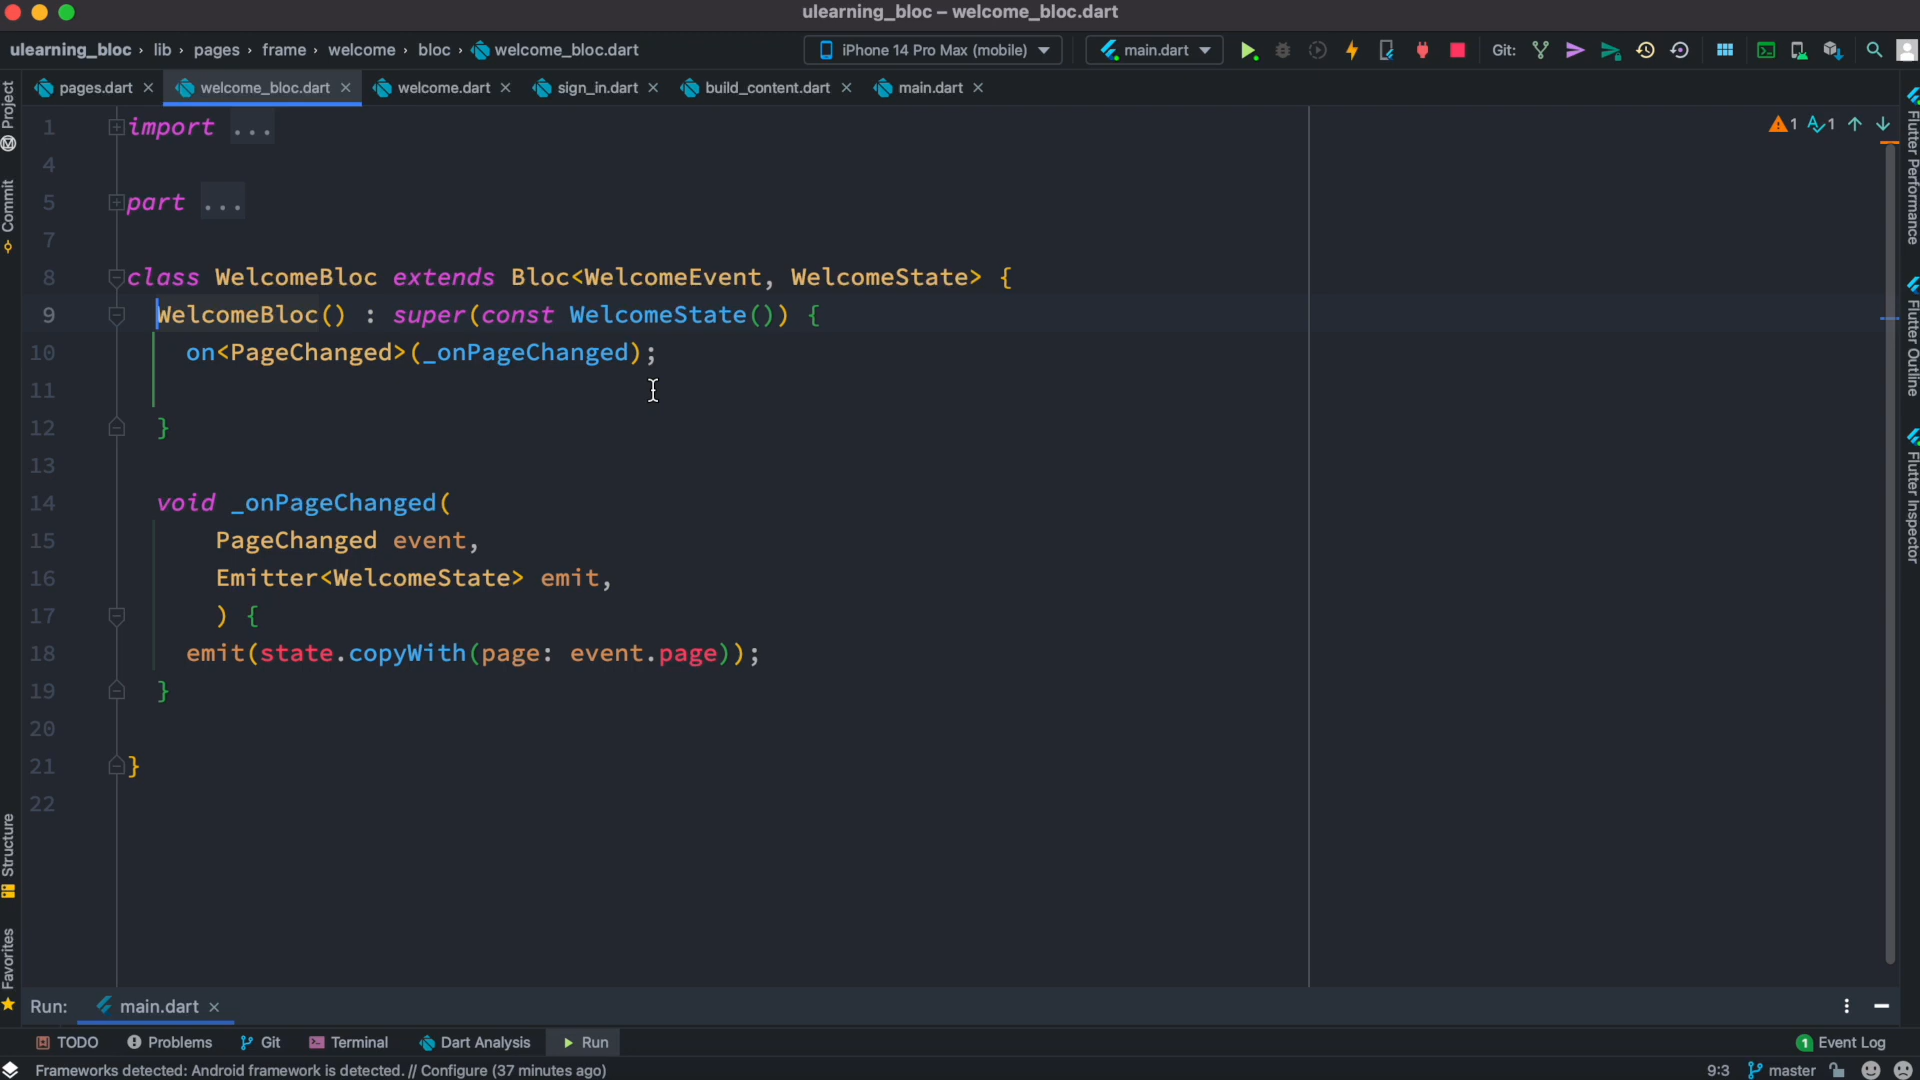 ulearning_bloc – welcome_bloc.dart
ulearning_bloc › lib › pages › frame › welcome › bloc › welcome_bloc.dart
iPhone 14 Pro Max (mobile)
main.dart
Git:
pages.dart
welcome_bloc.dart
welcome.dart
sign_in.dart
build_content.dart
main.dart
Project
Commit
Structure
Favorites
1 import ...
4
5 part ...
7
8 class WelcomeBloc extends Bloc<WelcomeEvent, WelcomeState> {
9 WelcomeBloc() : super(const WelcomeState()) {
10 on<PageChanged>(_onPageChanged);
11
12 }
13
14 void _onPageChanged(
15 PageChanged event,
16 Emitter<WelcomeState> emit,
17 ) {
18 emit(state.copyWith(page: event.page));
19 }
20
21 }
22
1 1
Flutter Performance
Flutter Outline
Flutter Inspector
Run: main.dart
TODO Problems Git Terminal Dart Analysis Run
1 Event Log
Frameworks detected: Android framework is detected. // Configure (37 minutes ago)
9:3 master